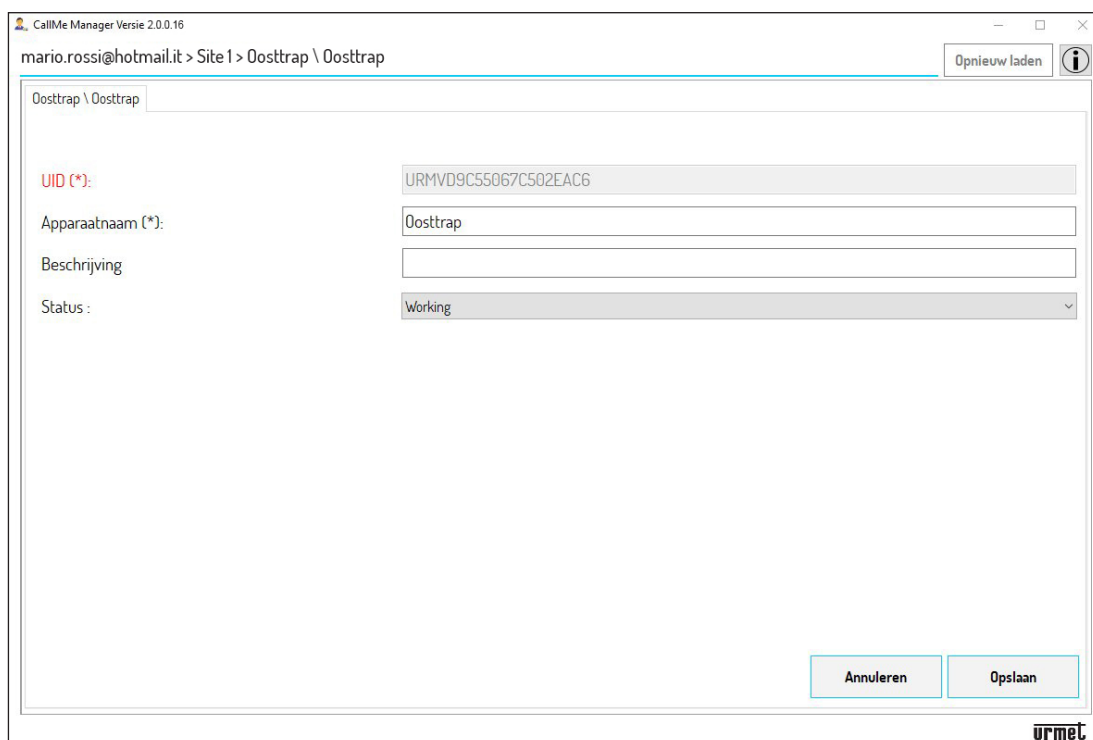 CallMe Manager Versie 2.0.0.16
mario.rossi@hotmail.it > Site 1 > Oosttrap \ Oosttrap
Opnieuw laden
Oosttrap \ Oosttrap
UID (*):
URMVD9C55067C502EAC6
Apparaatnaam (*):
Oosttrap
Beschrijving
Status :
Working
Annuleren
Opslaan
urmet